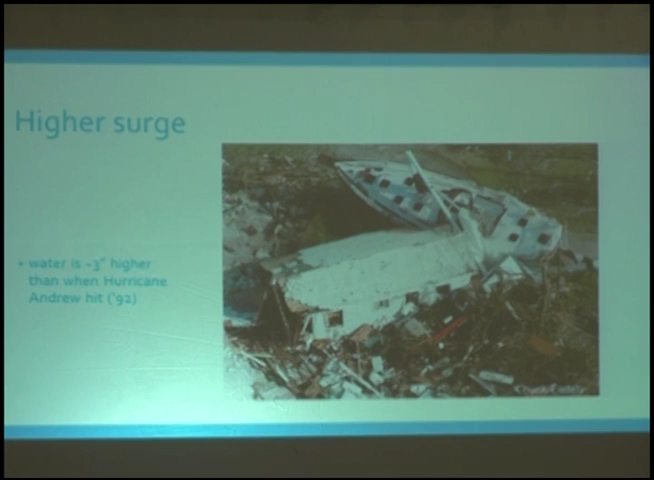 Higher surge
• water is ~3" higher
than when Hurricane
Andrew hit ('92)